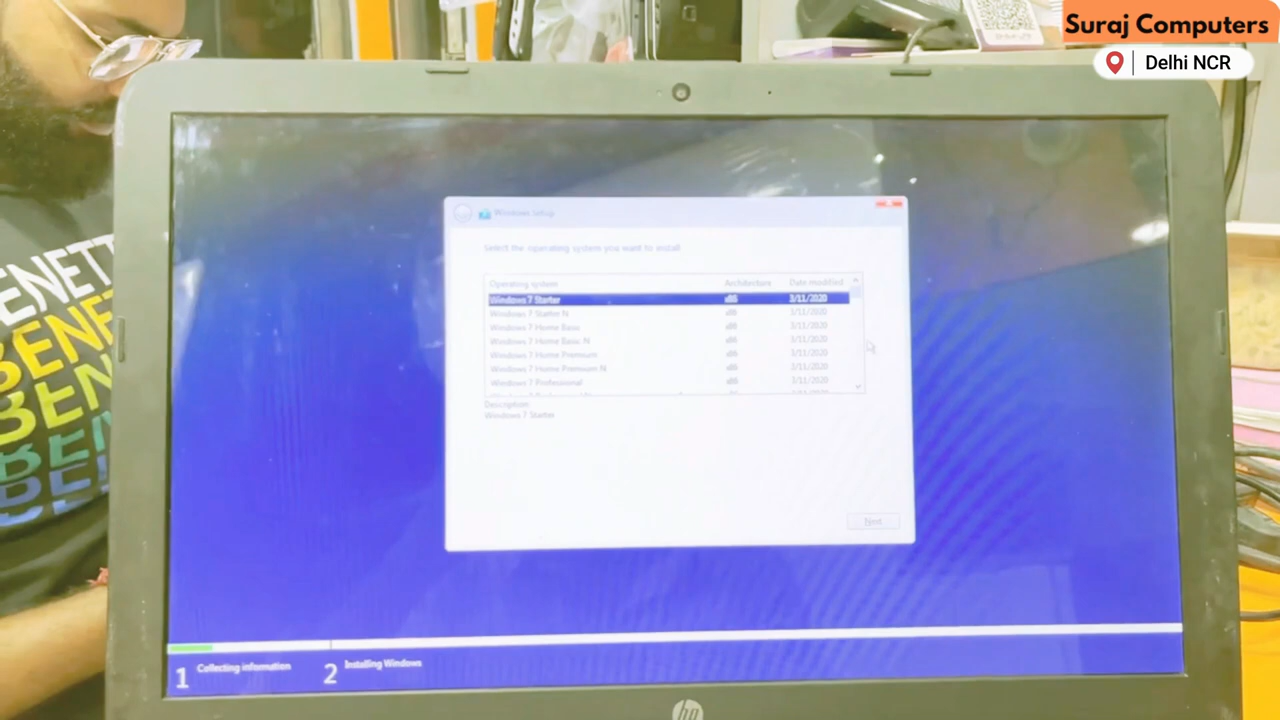 Suraj Computers
Delhi NCR
Windows Setup
Select the operating system you want to install
Operating system Architecture Date modified
Windows 7 Starter x86 3/11/2020
Windows 7 Starter N x86 3/11/2020
Windows 7 Home Basic x86 3/11/2020
Windows 7 Home Basic N x86 3/11/2020
Windows 7 Home Premium x86 3/11/2020
Windows 7 Home Premium N x86 3/11/2020
Windows 7 Professional x86 3/11/2020
Description:
Windows 7 Starter
Next
1 Collecting information 2 Installing Windows
hp